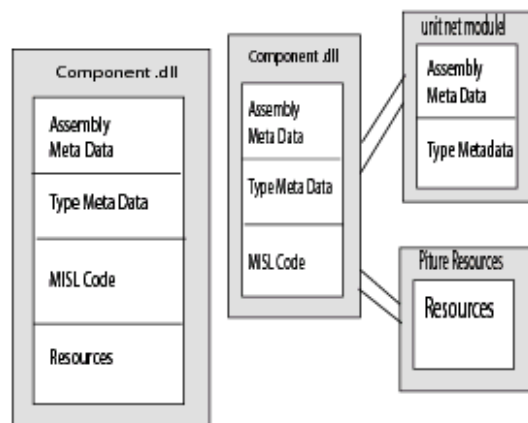 Component .dll
Assembly
Meta Data
Type Meta Data
MISL Code
Resources
Component .dll
Assembly
Meta Data
Type Meta Data
MISL Code
unit net modulel
Assembly
Meta Data
Type Metadata
Piture Resources
Resources